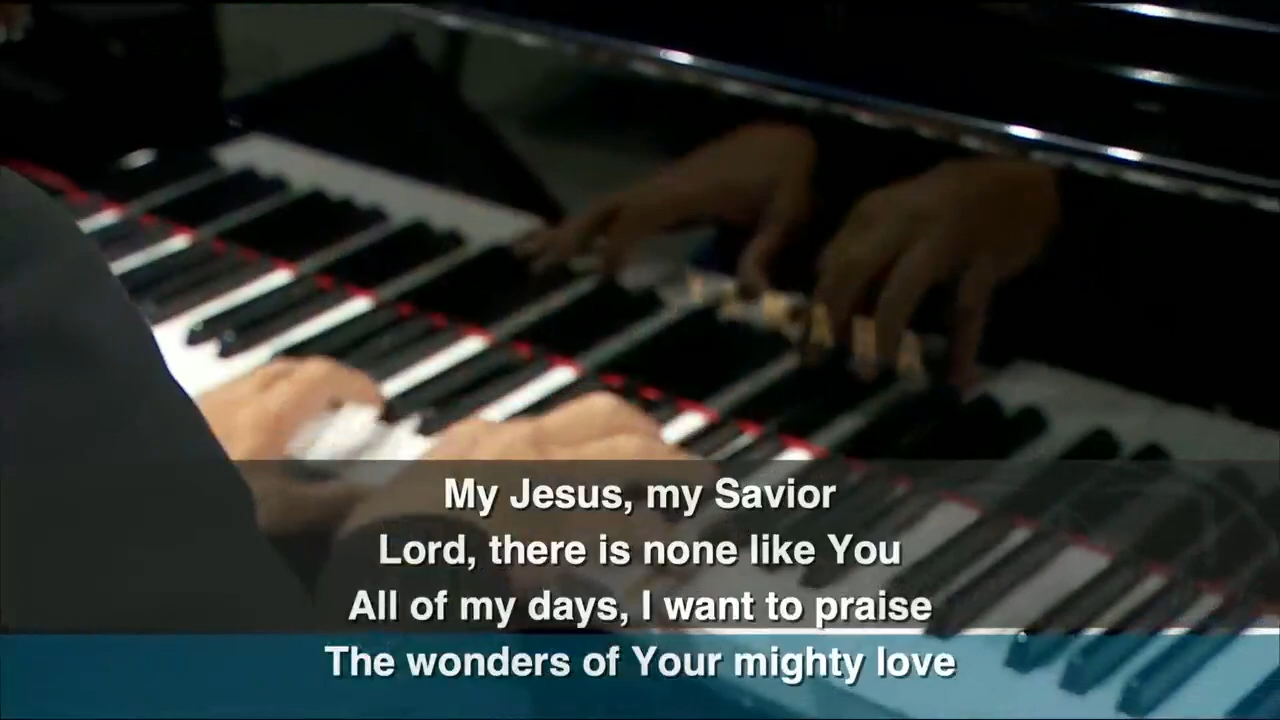 My Jesus, my Savior
Lord, there is none like You
All of my days, I want to praise
The wonders of Your mighty love
YAMAHA